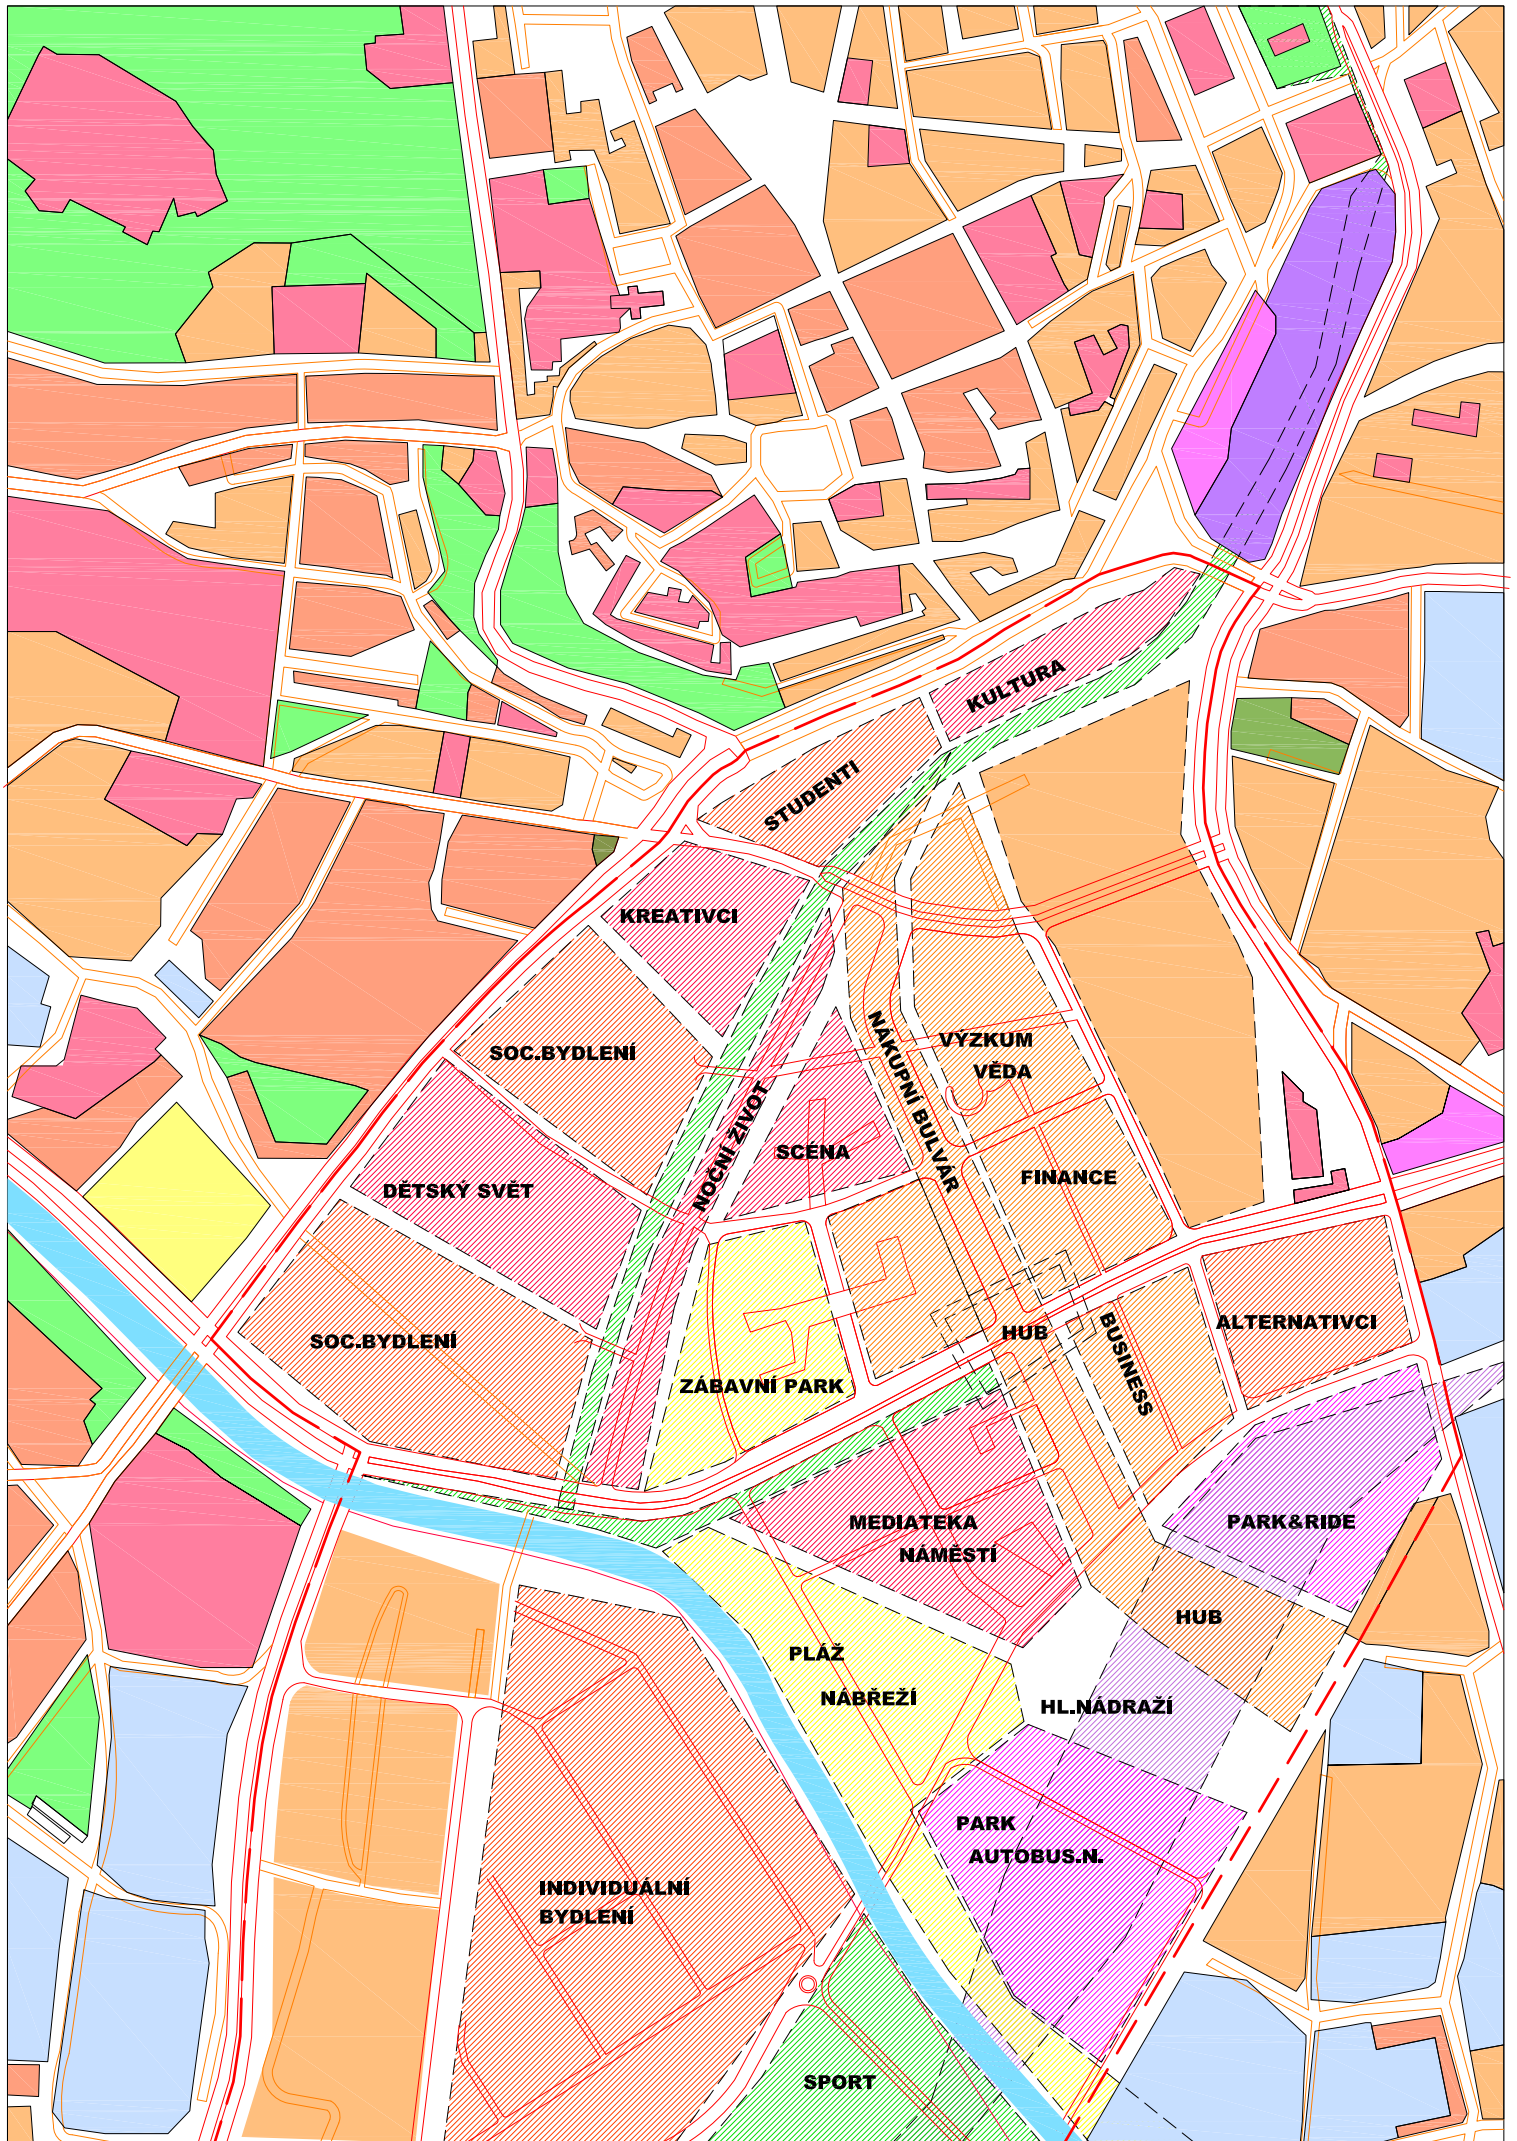 KULTURA
STUDENTI
KREATIVCI
SOC.BYDLENÍ
NÁKUPNÍ BULVÁR
VÝZKUM
VĚDA
NOČNÍ ŽIVOT
SCÉNA
DĚTSKÝ SVĚT
FINANCE
SOC.BYDLENÍ
HUB
BUSINESS
ALTERNATIVCI
ZÁBAVNÍ PARK
MEDIATEKA
NÁMĚSTÍ
PARK&RIDE
HUB
PLÁŽ
NÁBŘEŽÍ
HL.NÁDRAŽÍ
PARK
AUTOBUS.N.
INDIVIDUÁLNÍ
BYDLENÍ
SPORT